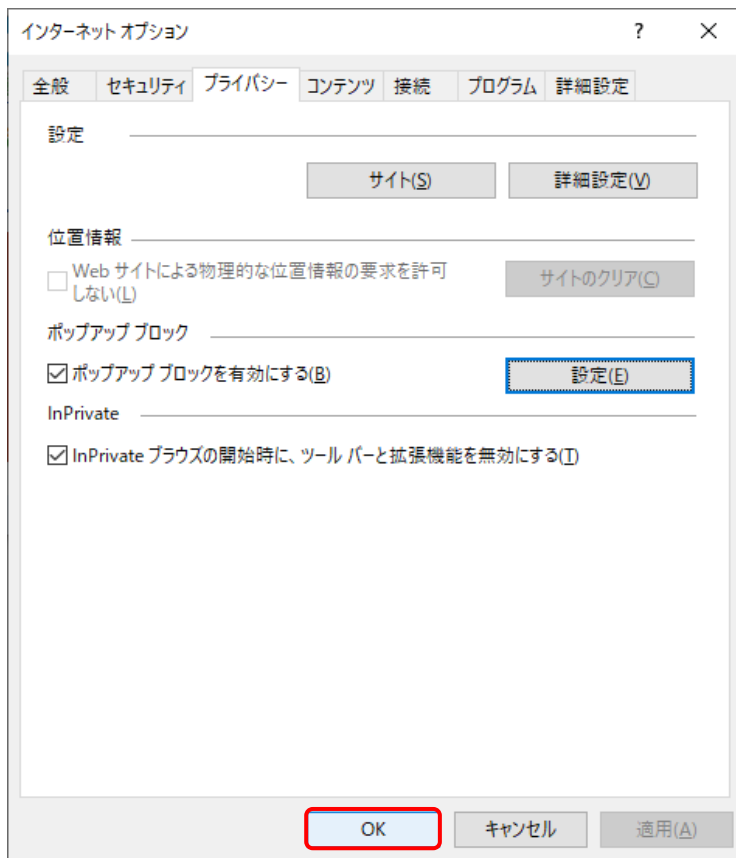 インターネット オプション ?
全般 セキュリティ プライバシー コンテンツ 接続 プログラム 詳細設定
設定
サイト(S) 詳細設定(V)
位置情報
Web サイトによる物理的な位置情報の要求を許可
しない(L)
サイトのクリア(C)
ポップアップ ブロック
ポップアップ ブロックを有効にする(B) 設定(E)
InPrivate
InPrivate ブラウズの開始時に、ツール バーと拡張機能を無効にする(T)
OK キャンセル 適用(A)